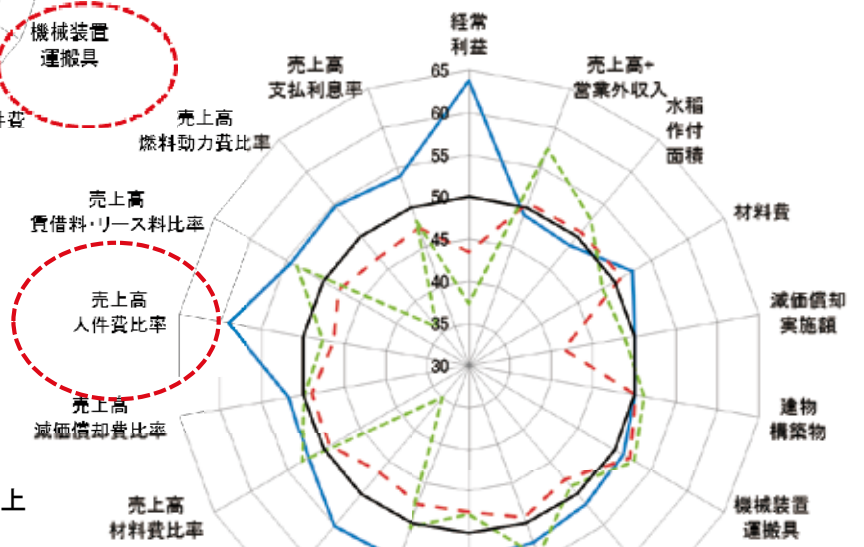 機械装置
運搬具
件費
経常
利益
売上高
支払利息率
売上高+
営業外収入
水稲
作付
面積
売上高
燃料動力費比率
売上高
賃借料・リース料比率
材料費
売上高
人件費比率
減価償却
実施額
売上高
減価償却費比率
建物
構築物
売上高
材料費比率
機械装置
運搬具
上
65
60
55
50
45
40
35
30